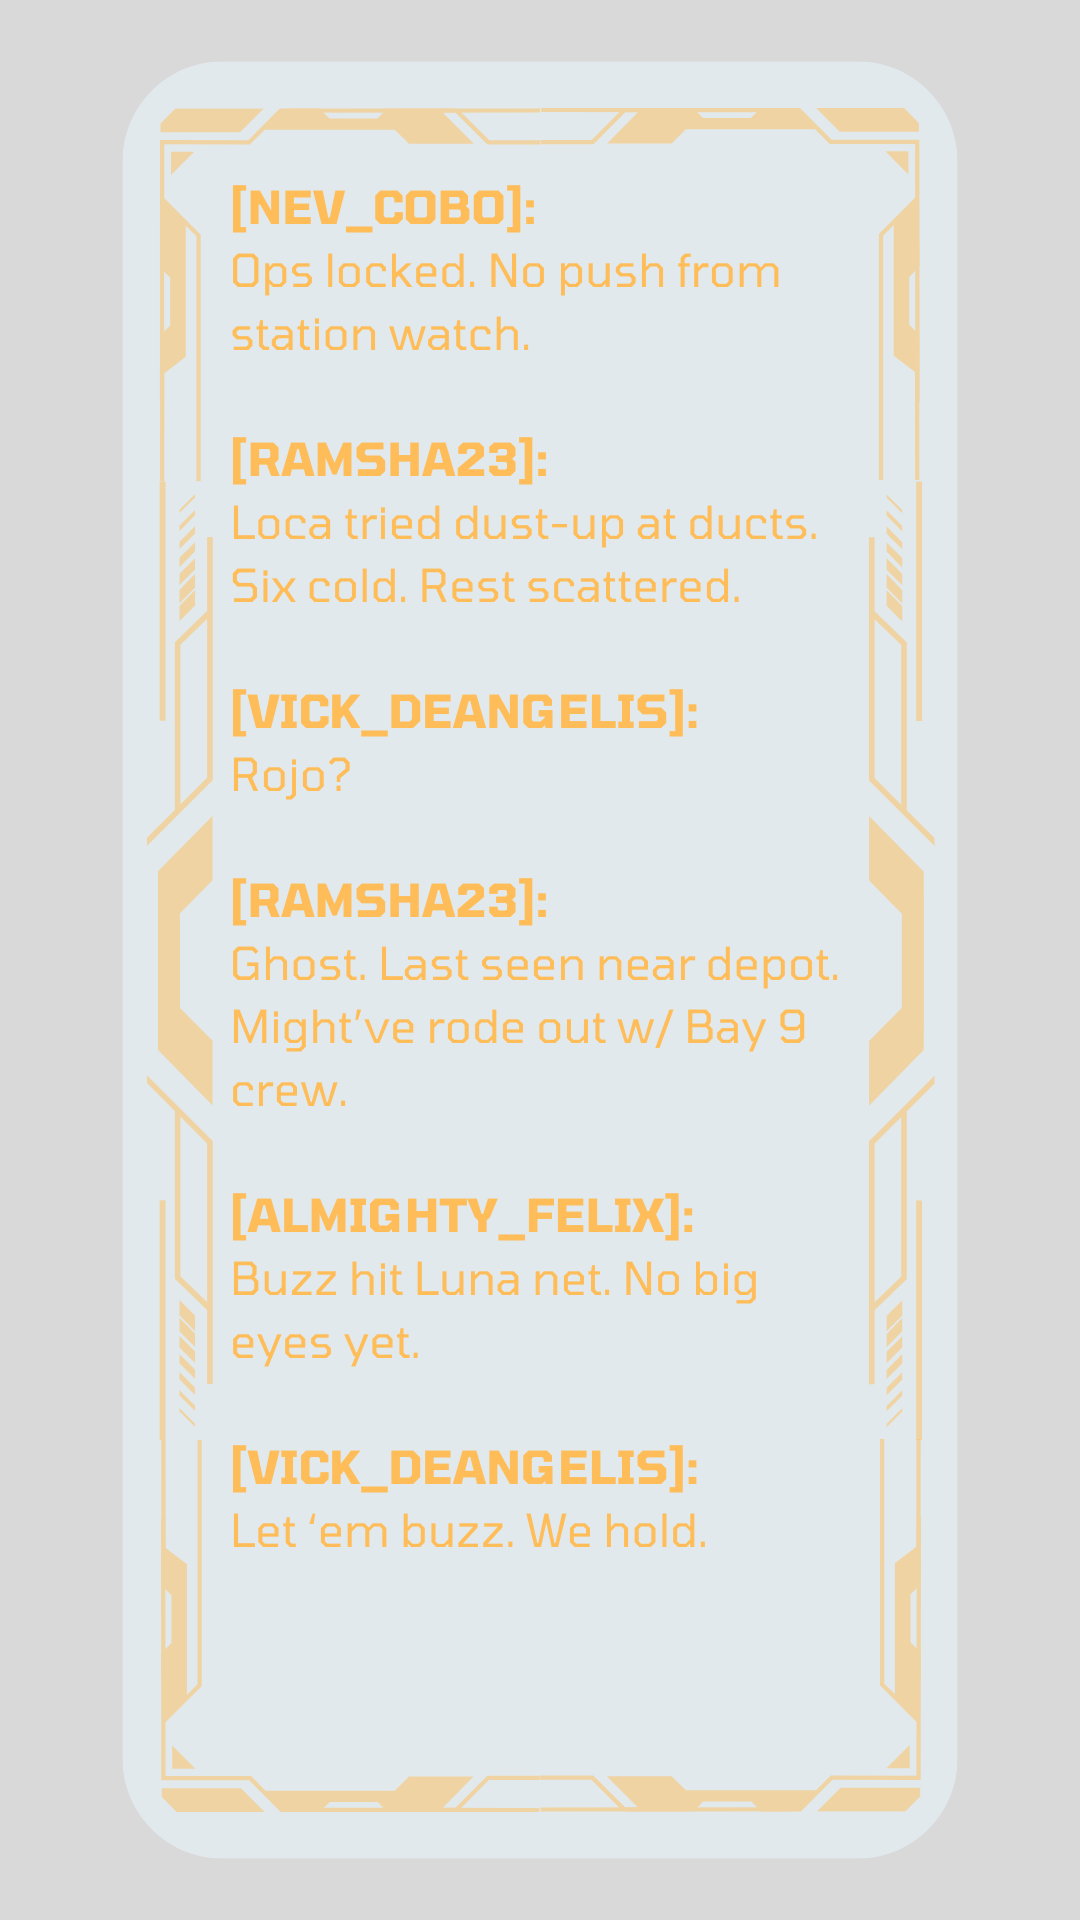 [NEV_COBO]:
Ops locked. No push from
station watch.
[RAMSHA23]:
Loca tried dust-up at ducts.
Six cold. Rest scattered.
[VICK_DEANGELIS]:
Rojo?
[RAMSHA23]:
Ghost. Last seen near depot.
Might’ve rode out w/ Bay 9
crew.
[ALMIGHTY_FELIX]:
Buzz hit Luna net. No big
eyes yet.
[VICK_DEANGELIS]:
Let ‘em buzz. We hold.